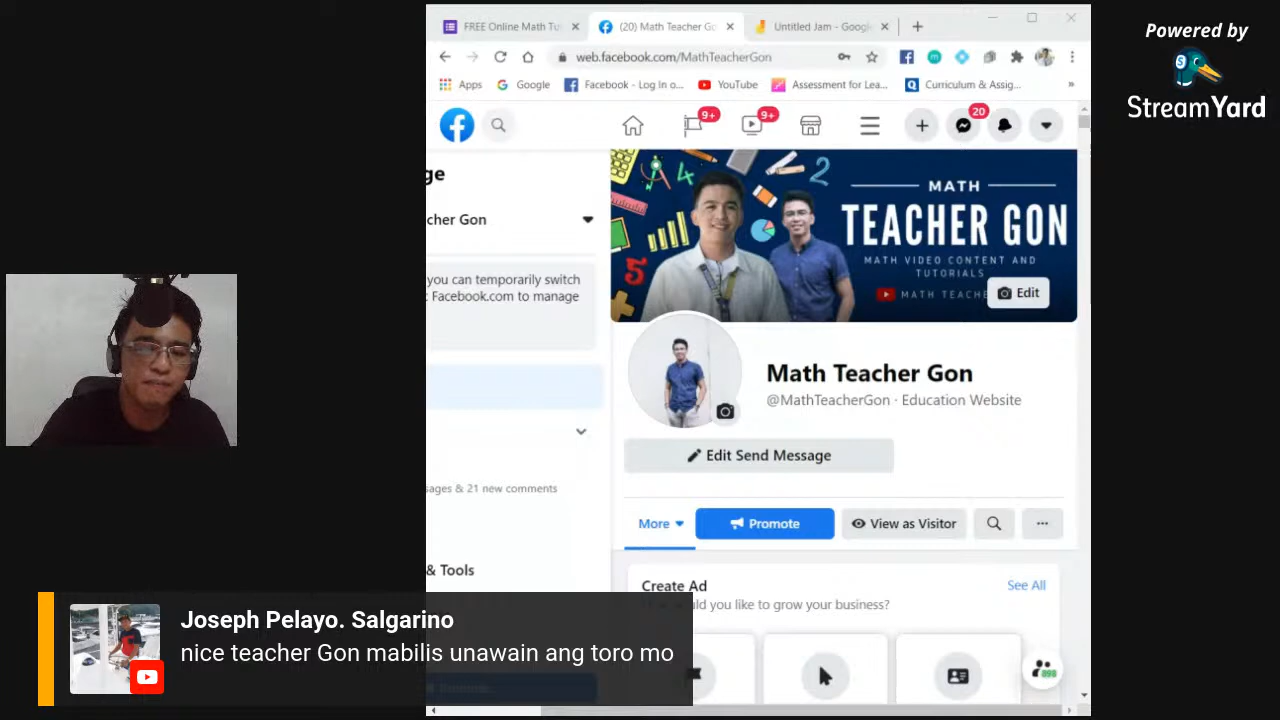 FREE Online Math Tu
(20) Math Teacher Go
Untitled Jam - Google
web.facebook.com/MathTeacherGon
Apps
Google
Facebook - Log In o...
YouTube
Assessment for Lea...
Curriculum & Assig...
»
9+
9+
20
ge
cher Gon
you can temporarily switch
Facebook.com to manage
MATH
TEACHER GON
MATH VIDEO CONTENT AND
TUTORIALS
MATH TEACHE
Edit
Math Teacher Gon
@MathTeacherGon · Education Website
Edit Send Message
sages & 21 new comments
More
Promote
View as Visitor
& Tools
Create Ad
See All
uld you like to grow your business?
Joseph Pelayo. Salgarino
nice teacher Gon mabilis unawain ang toro mo
Powered by
StreamYard